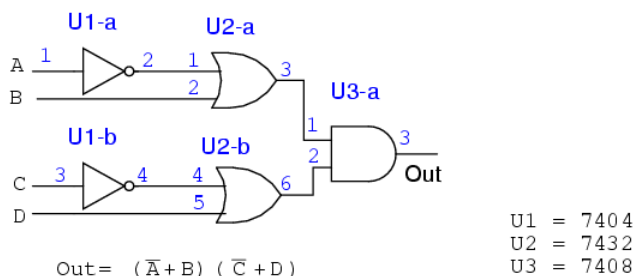 U1-a
U2-a
A 1 2 1 3
B 2
U3-a
1
U1-b U2-b
2 3
Out
C 3 4 4 6
D 5
Out= (A̅+B)(C̅+D)
U1 = 7404
U2 = 7432
U3 = 7408